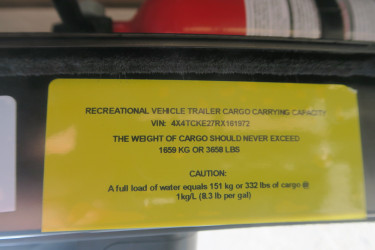 RECREATIONAL VEHICLE TRAILER CARGO CARRYING CAPACITY
VIN: 4X4TCKE27RX161972
THE WEIGHT OF CARGO SHOULD NEVER EXCEED
1659 KG OR 3658 LBS
CAUTION:
A full load of water equals 151 kg or 332 lbs of cargo @
1kg/L (8.3 lb per gal)